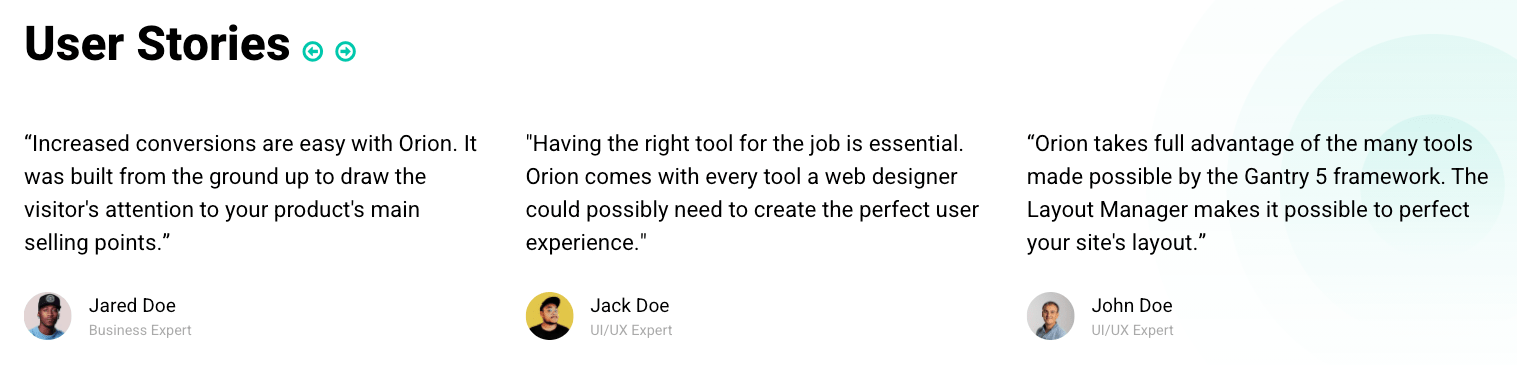 User Stories
“Increased conversions are easy with Orion. It
was built from the ground up to draw the
visitor's attention to your product's main
selling points.”
Jared Doe
Business Expert
"Having the right tool for the job is essential.
Orion comes with every tool a web designer
could possibly need to create the perfect user
experience."
Jack Doe
UI/UX Expert
“Orion takes full advantage of the many tools
made possible by the Gantry 5 framework. The
Layout Manager makes it possible to perfect
your site's layout.”
John Doe
UI/UX Expert